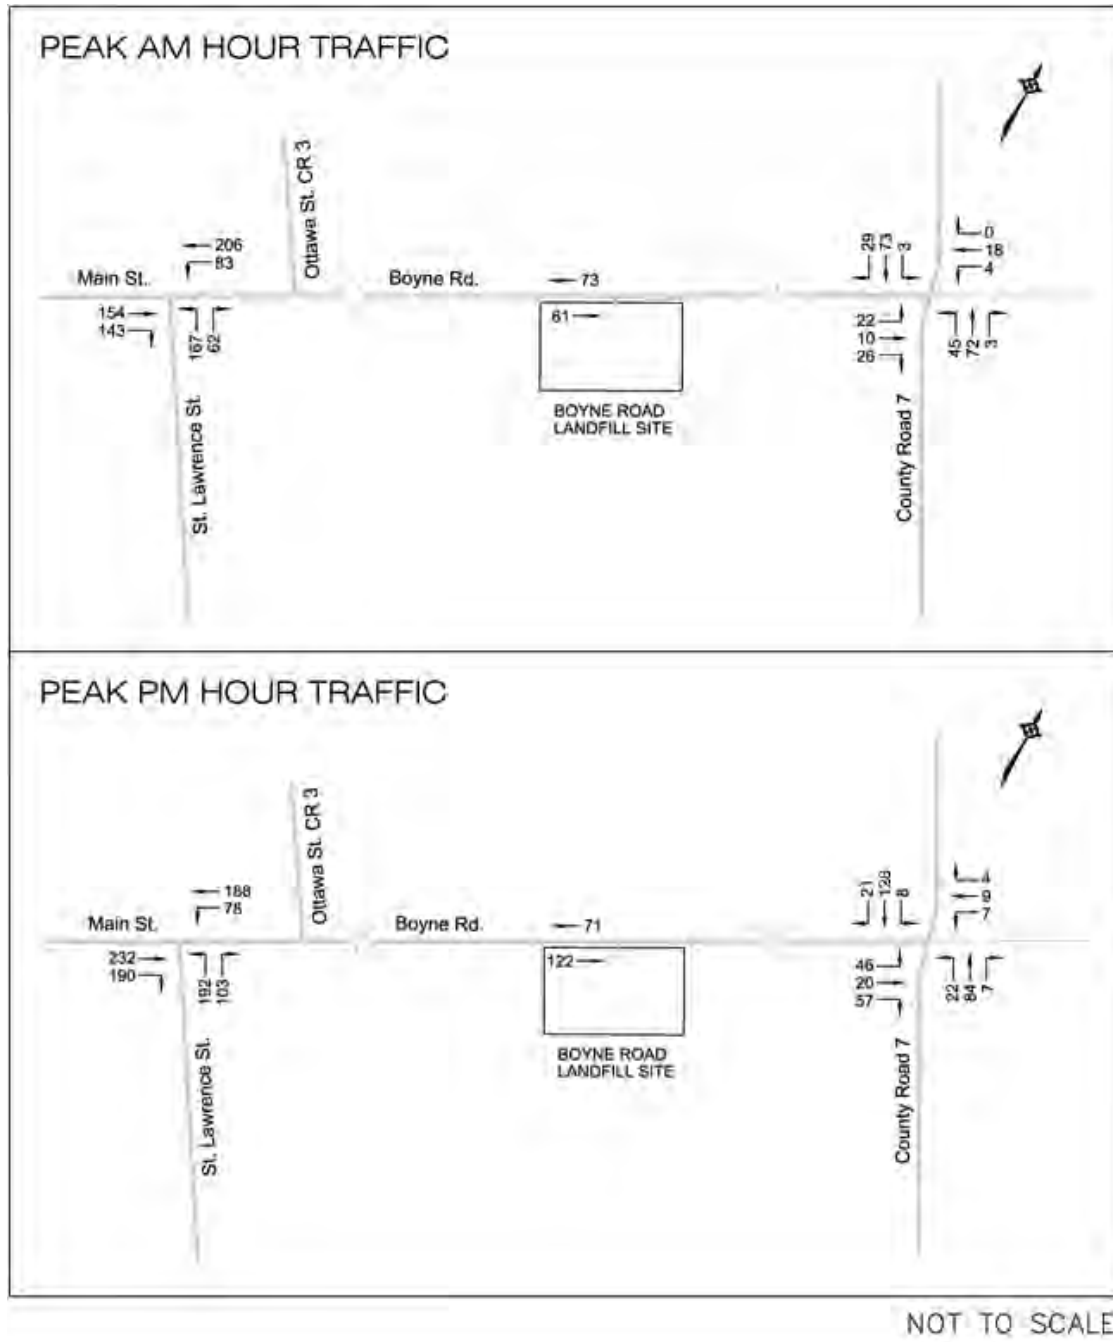 PEAK AM HOUR TRAFFIC
Ottawa St. CR 3
206
83
Main St.
154
143
167
62
St. Lawrence St.
Boyne Rd.
73
61
BOYNE ROAD
LANDFILL SITE
29
73
3
0
18
4
22
10
26
45
72
3
County Road 7
PEAK PM HOUR TRAFFIC
Ottawa St. CR 3
188
78
Main St.
232
190
192
103
St. Lawrence St.
Boyne Rd.
71
122
BOYNE ROAD
LANDFILL SITE
21
128
8
4
9
7
46
20
57
22
84
7
County Road 7
NOT TO SCALE